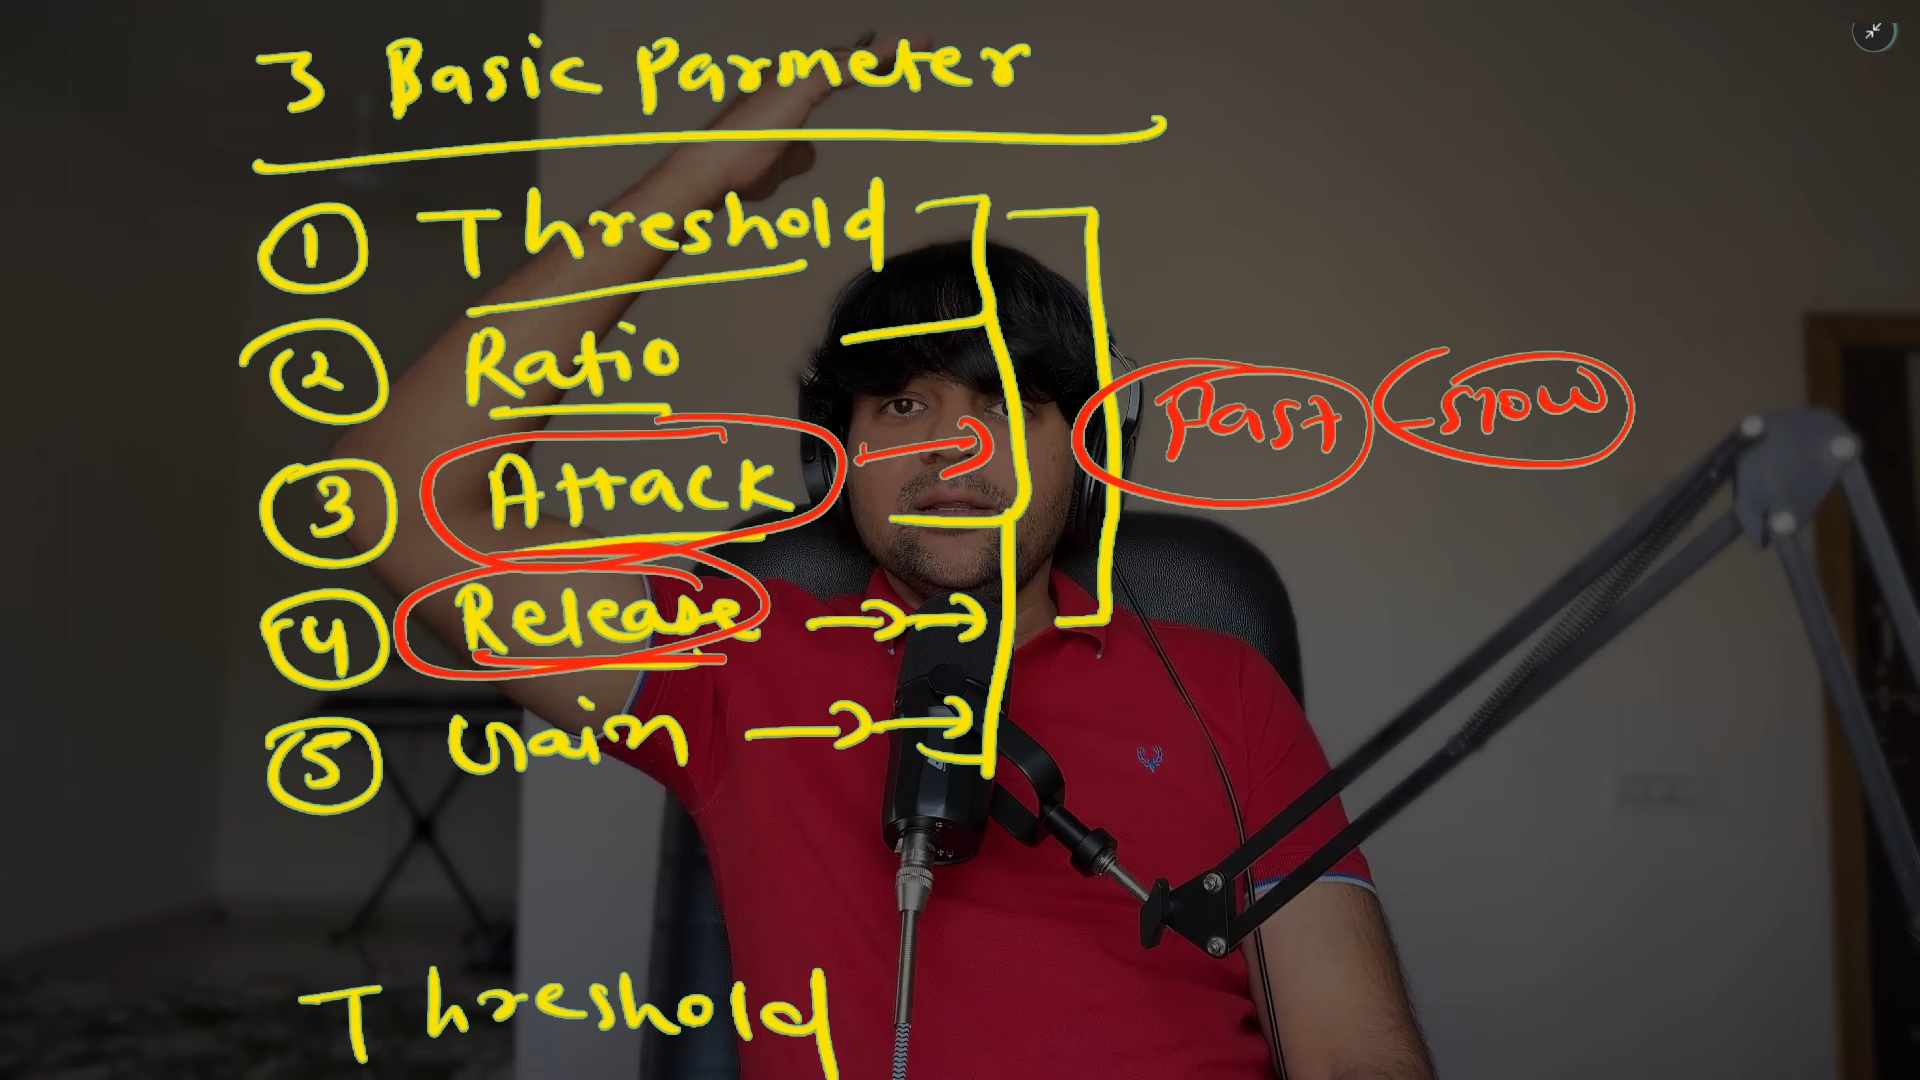 3 Basic Parmeter
1 Threshold
2 Ratio
3 Attack Fast slow
4 Release
5 Gain
Threshold